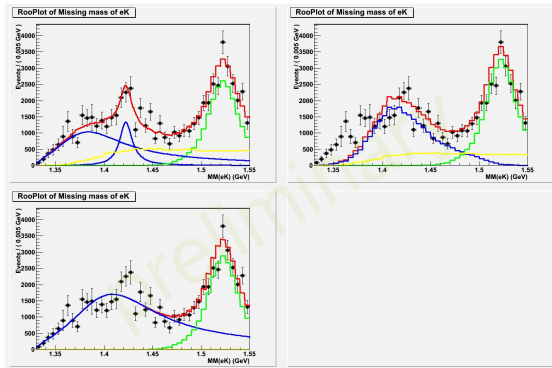 RooPlot of Missing mass of eK
Events / ( 0.005 GeV )
4000
3500
3000
2500
2000
1500
1000
500
0
1.35 1.4 1.45 1.5 1.55
MM(eK) (GeV)
RooPlot of Missing mass of eK
Events / ( 0.005 GeV )
4000
3500
3000
2500
2000
1500
1000
500
0
1.35 1.4 1.45 1.5 1.55
MM(eK) (GeV)
RooPlot of Missing mass of eK
Events / ( 0.005 GeV )
4000
3500
3000
2500
2000
1500
1000
500
0
1.35 1.4 1.45 1.5 1.55
MM(eK) (GeV)
preliminary